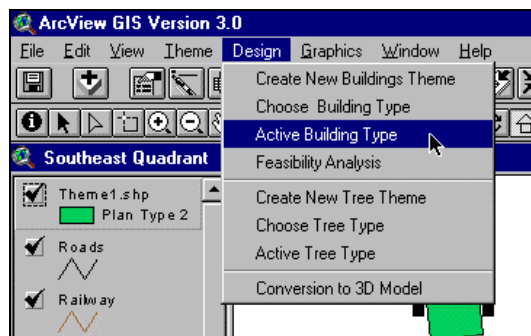 ArcView GIS Version 3.0
File Edit View Theme Design Graphics Window Help
Create New Buildings Theme
Choose Building Type
Active Building Type
Feasibility Analysis
Create New Tree Theme
Choose Tree Type
Active Tree Type
Conversion to 3D Model
Southeast Quadrant
Theme1.shp
Plan Type 2
Roads
Railway